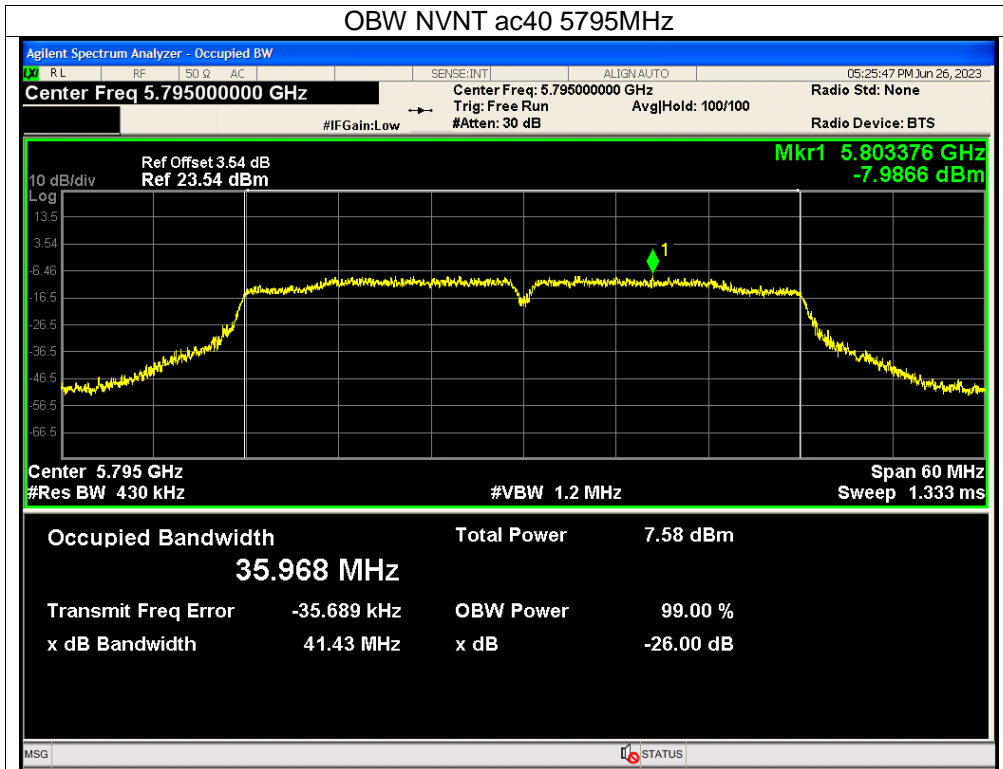 OBW NVNT ac40 5795MHz
Agilent Spectrum Analyzer - Occupied BW
LXI RL RF 50 Ω AC SENSE:INT ALIGN AUTO 05:25:47 PM Jun 26, 2023
Center Freq 5.795000000 GHz Center Freq: 5.795000000 GHz Radio Std: None
Trig: Free Run Avg|Hold: 100/100
#IFGain:Low #Atten: 30 dB Radio Device: BTS
Mkr1 5.803376 GHz
-7.9866 dBm
Ref Offset 3.54 dB
10 dB/div Ref 23.54 dBm
Log
13.5
3.54
1
-6.46
-16.5
-26.5
-36.5
-46.5
-56.5
-66.5
Center 5.795 GHz Span 60 MHz
#Res BW 430 kHz #VBW 1.2 MHz Sweep 1.333 ms
Occupied Bandwidth Total Power 7.58 dBm
35.968 MHz
Transmit Freq Error -35.689 kHz OBW Power 99.00 %
x dB Bandwidth 41.43 MHz x dB -26.00 dB
MSG STATUS